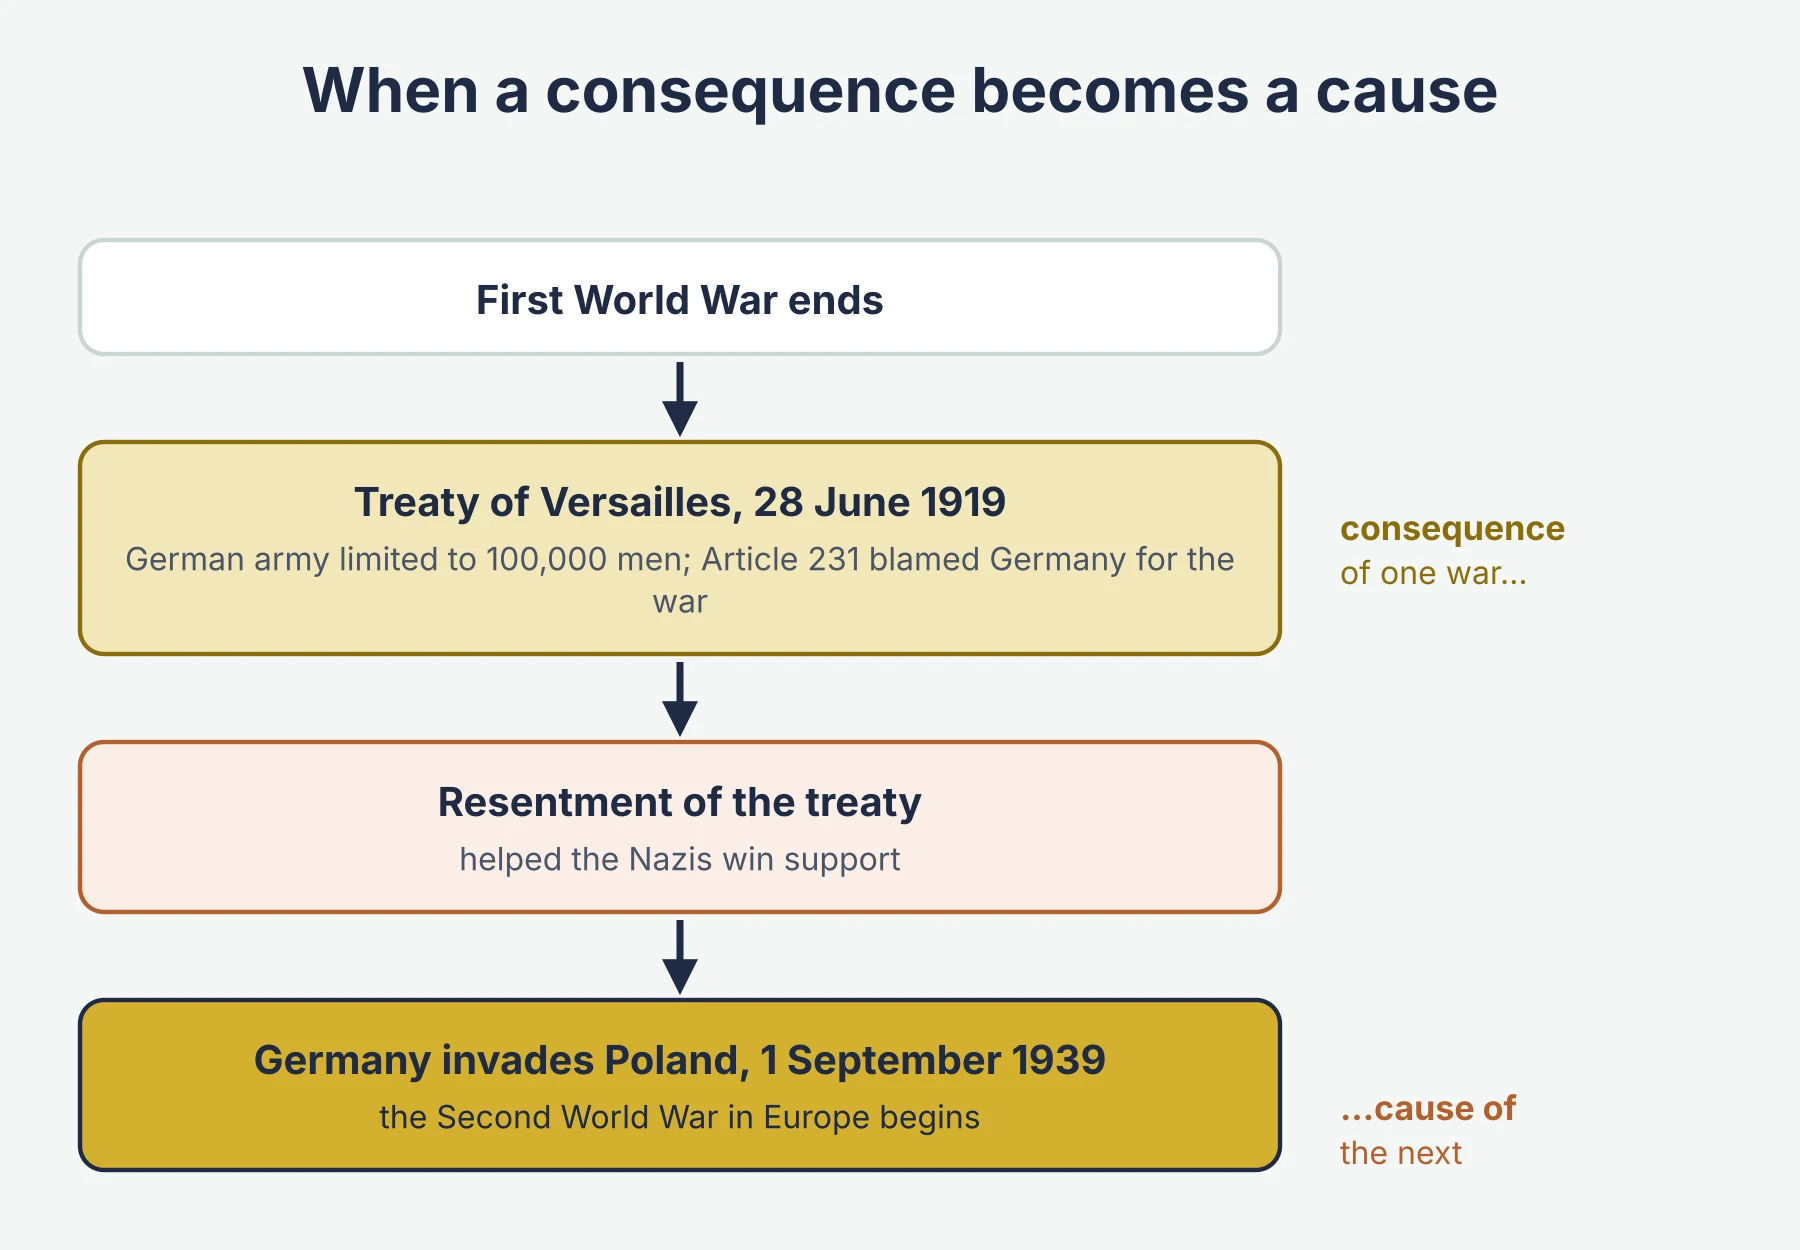 When a consequence becomes a cause
First World War ends
Treaty of Versailles, 28 June 1919
German army limited to 100,000 men; Article 231 blamed Germany for the
war
consequence
of one war...
Resentment of the treaty
helped the Nazis win support
Germany invades Poland, 1 September 1939
the Second World War in Europe begins
...cause of
the next